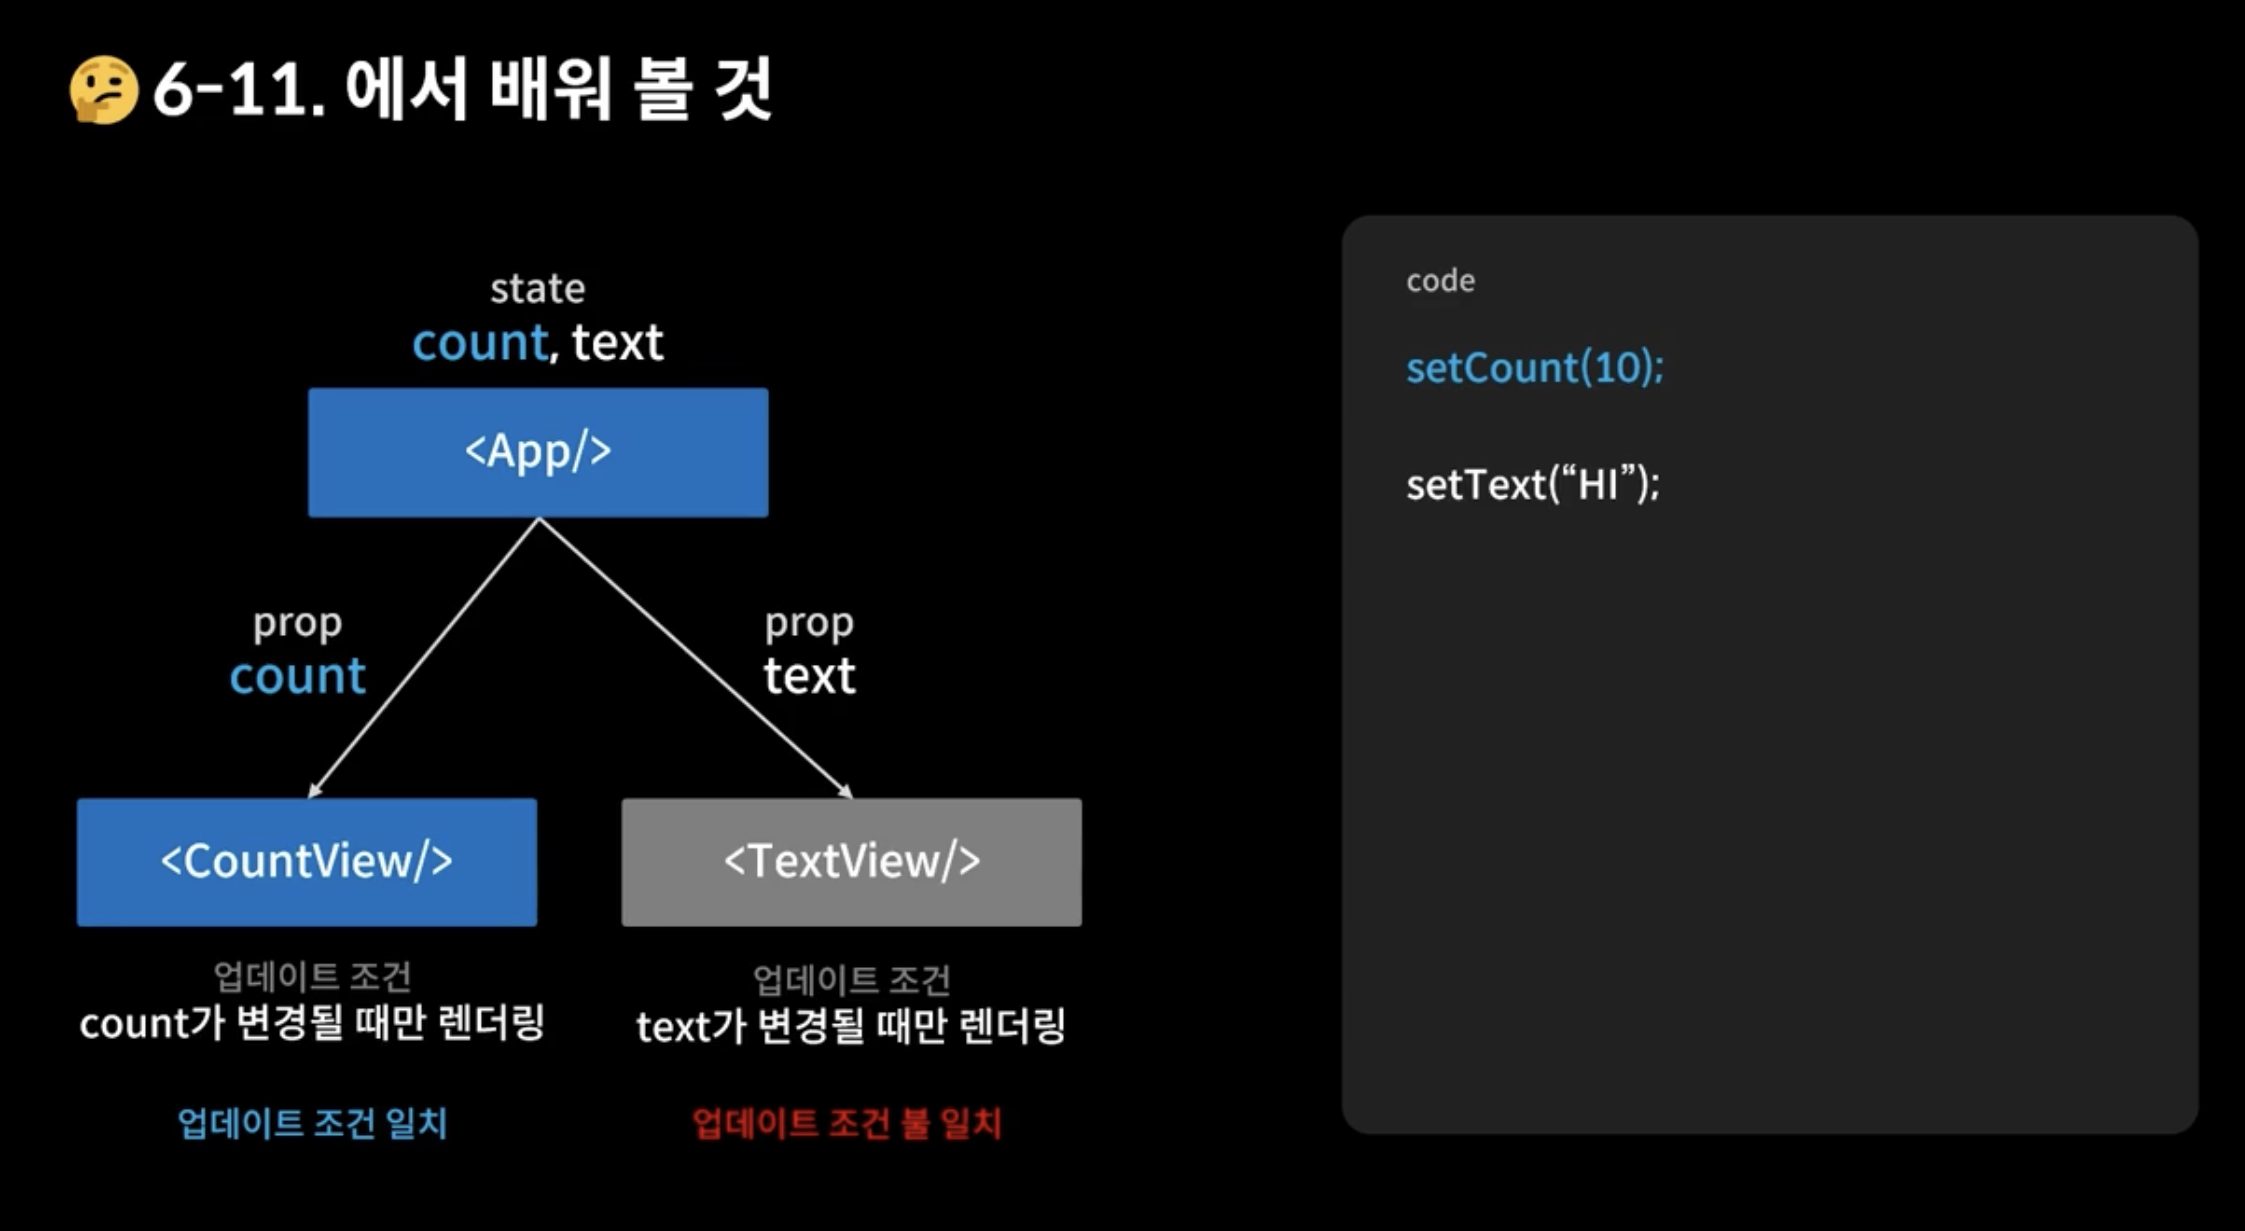 🤔 6-11. 에서 배워 볼 것
state
count, text
<App/>
prop
count
prop
text
<CountView/>
<TextView/>
업데이트 조건
count가 변경될 때만 렌더링
업데이트 조건 일치
업데이트 조건
text가 변경될 때만 렌더링
업데이트 조건 불 일치
code
setCount(10);
setText(“HI”);